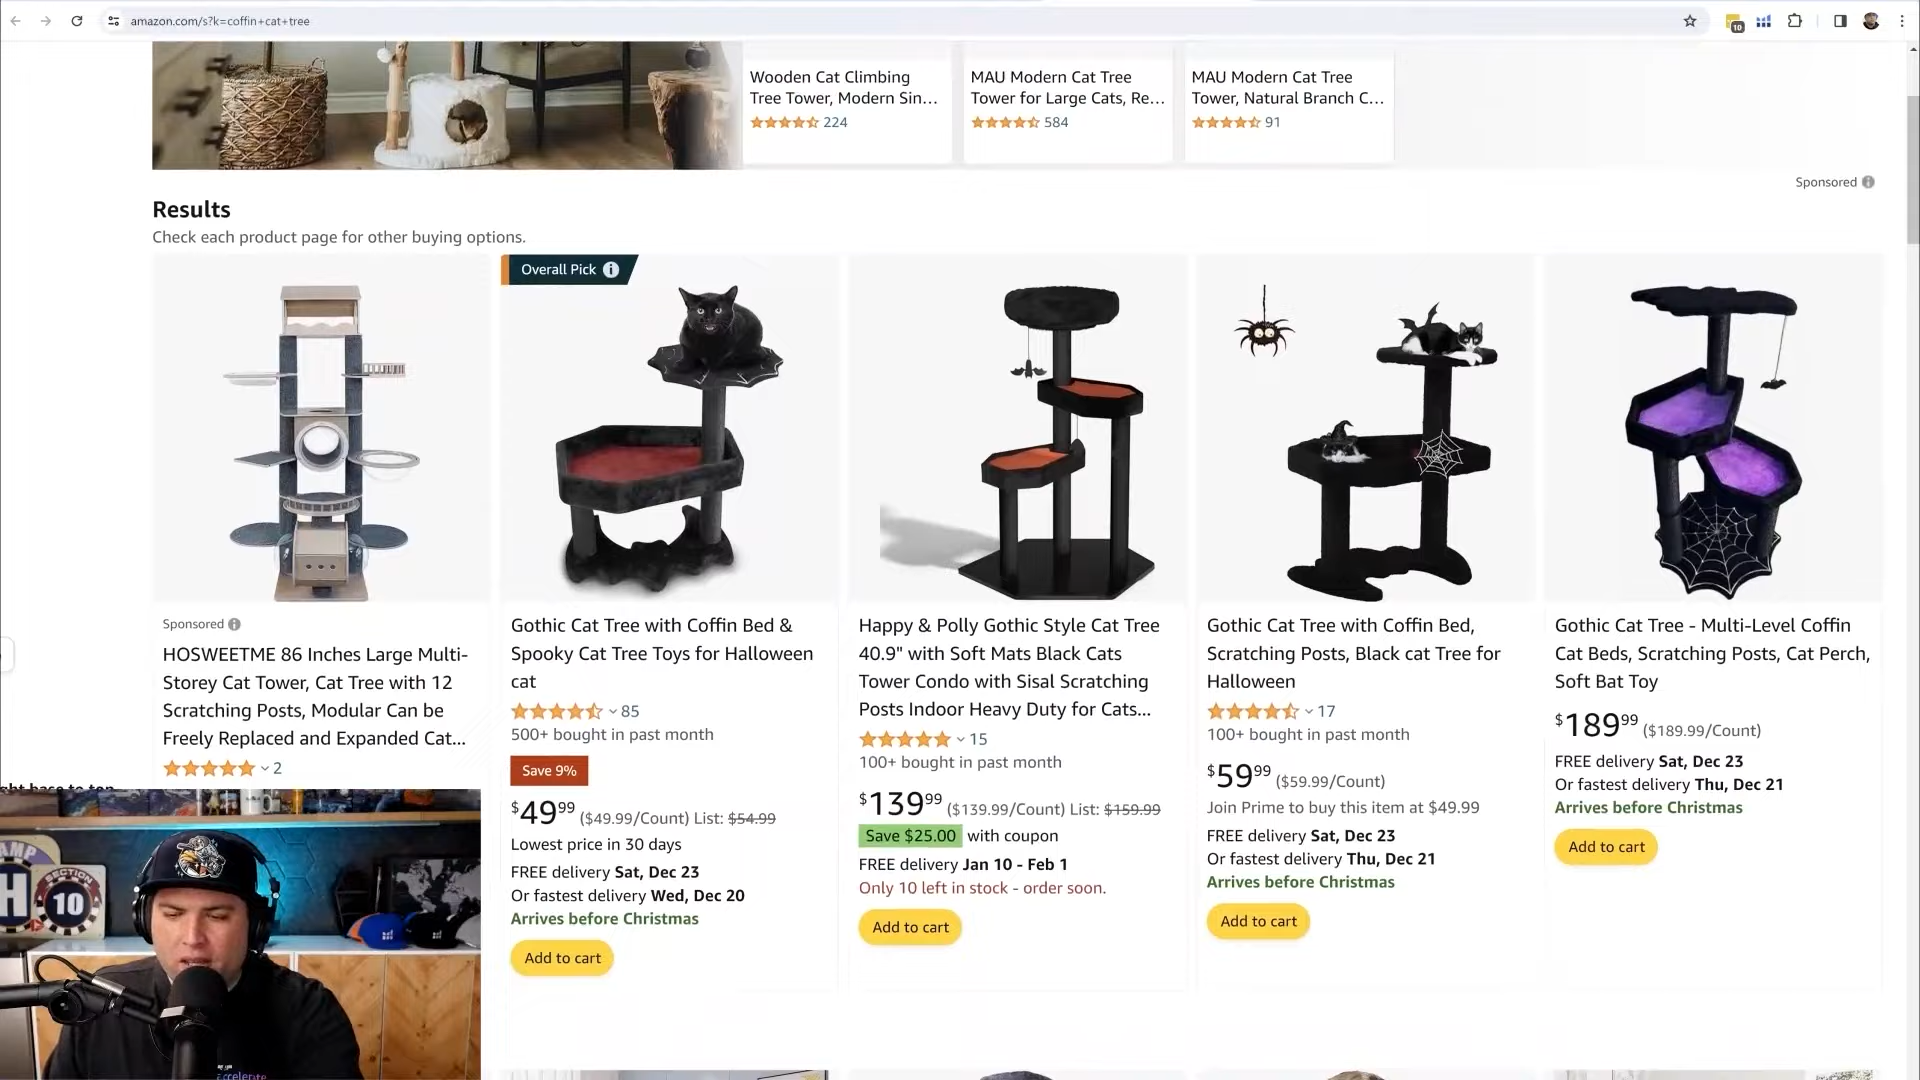 amazon.com/s?k=coffin+cat+tree
10
Wooden Cat Climbing
Tree Tower, Modern Sin...
224
MAU Modern Cat Tree
Tower for Large Cats, Re...
584
MAU Modern Cat Tree
Tower, Natural Branch C...
91
Sponsored
Results
Check each product page for other buying options.
Sponsored
HOSWEETME 86 Inches Large Multi-
Storey Cat Tower, Cat Tree with 12
Scratching Posts, Modular Can be
Freely Replaced and Expanded Cat...
2
Overall Pick
Gothic Cat Tree with Coffin Bed &
Spooky Cat Tree Toys for Halloween
cat
85
500+ bought in past month
Save 9%
$49.99 ($49.99/Count) List: $54.99
Lowest price in 30 days
FREE delivery Sat, Dec 23
Or fastest delivery Wed, Dec 20
Arrives before Christmas
Add to cart
Happy & Polly Gothic Style Cat Tree
40.9" with Soft Mats Black Cats
Tower Condo with Sisal Scratching
Posts Indoor Heavy Duty for Cats...
15
100+ bought in past month
$139.99 ($139.99/Count) List: $159.99
Save $25.00 with coupon
FREE delivery Jan 10 - Feb 1
Only 10 left in stock - order soon.
Add to cart
Gothic Cat Tree with Coffin Bed,
Scratching Posts, Black cat Tree for
Halloween
17
100+ bought in past month
$59.99 ($59.99/Count)
Join Prime to buy this item at $49.99
FREE delivery Sat, Dec 23
Or fastest delivery Thu, Dec 21
Arrives before Christmas
Add to cart
Gothic Cat Tree - Multi-Level Coffin
Cat Beds, Scratching Posts, Cat Perch,
Soft Bat Toy
$189.99 ($189.99/Count)
FREE delivery Sat, Dec 23
Or fastest delivery Thu, Dec 21
Arrives before Christmas
Add to cart
SECTION
10
H